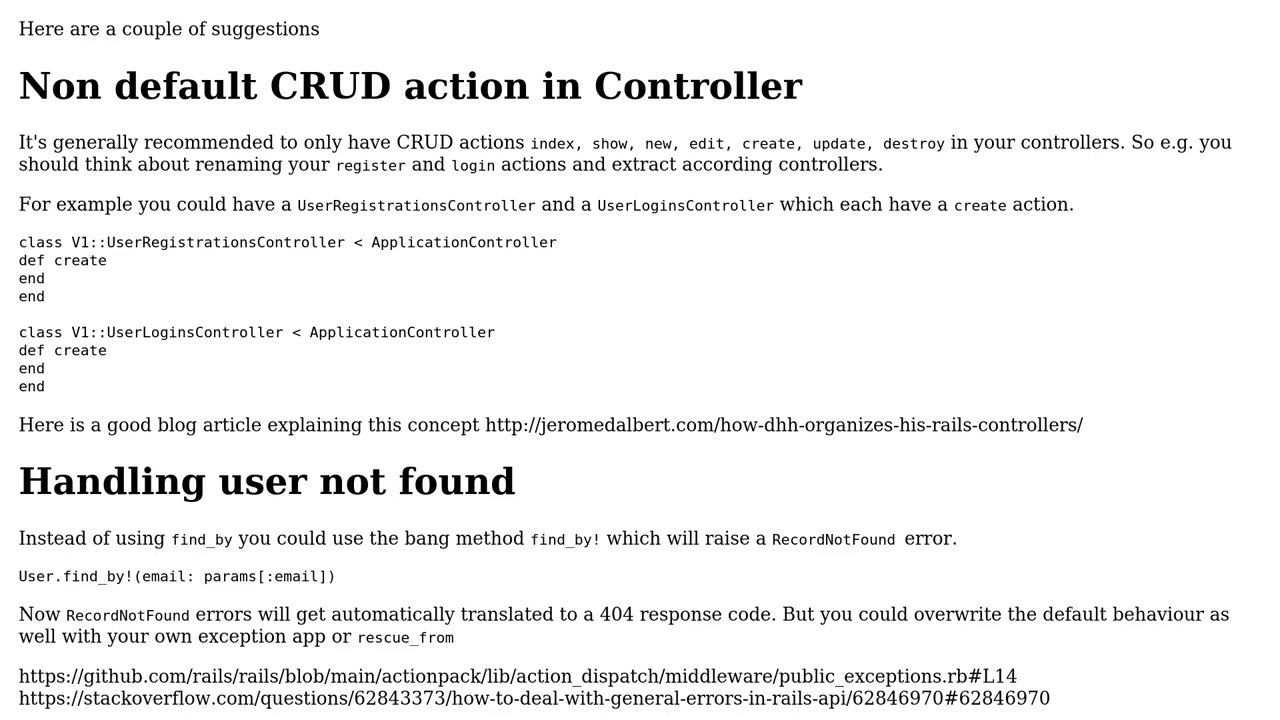 Here are a couple of suggestions
Non default CRUD action in Controller
It's generally recommended to only have CRUD actions index, show, new, edit, create, update, destroy in your controllers. So e.g. you
should think about renaming your register and login actions and extract according controllers.
For example you could have a UserRegistrationsController and a UserLoginsController which each have a create action.
class V1::UserRegistrationsController < ApplicationController
def create
end
end
class V1::UserLoginsController < ApplicationController
def create
end
end
Here is a good blog article explaining this concept http://jeromedalbert.com/how-dhh-organizes-his-rails-controllers/
Handling user not found
Instead of using find_by you could use the bang method find_by! which will raise a RecordNotFound error.
User.find_by!(email: params[:email])
Now RecordNotFound errors will get automatically translated to a 404 response code. But you could overwrite the default behaviour as
well with your own exception app or rescue_from
https://github.com/rails/rails/blob/main/actionpack/lib/action_dispatch/middleware/public_exceptions.rb#L14
https://stackoverflow.com/questions/62843373/how-to-deal-with-general-errors-in-rails-api/62846970#62846970